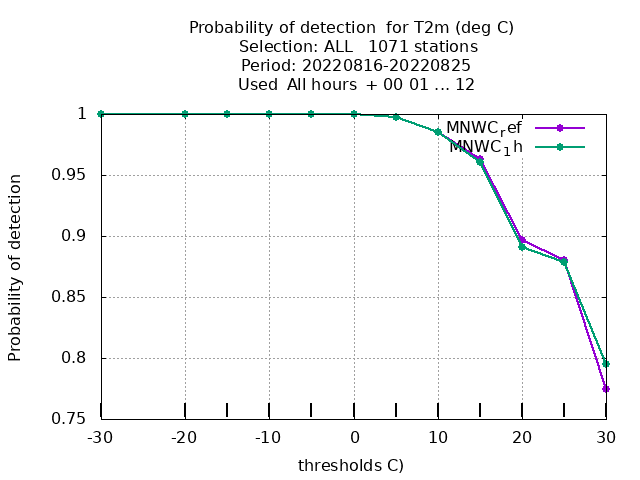 Probability of detection  for T2m (deg C)
Selection: ALL   1071 stations
Period: 20220816-20220825
Used  All hours  + 00 01 ... 12
1
0.95
0.9
0.85
0.8
0.75
Probability of detection
MNWCref
MNWC1h
-30
-20
-10
0
10
20
30
thresholds C)